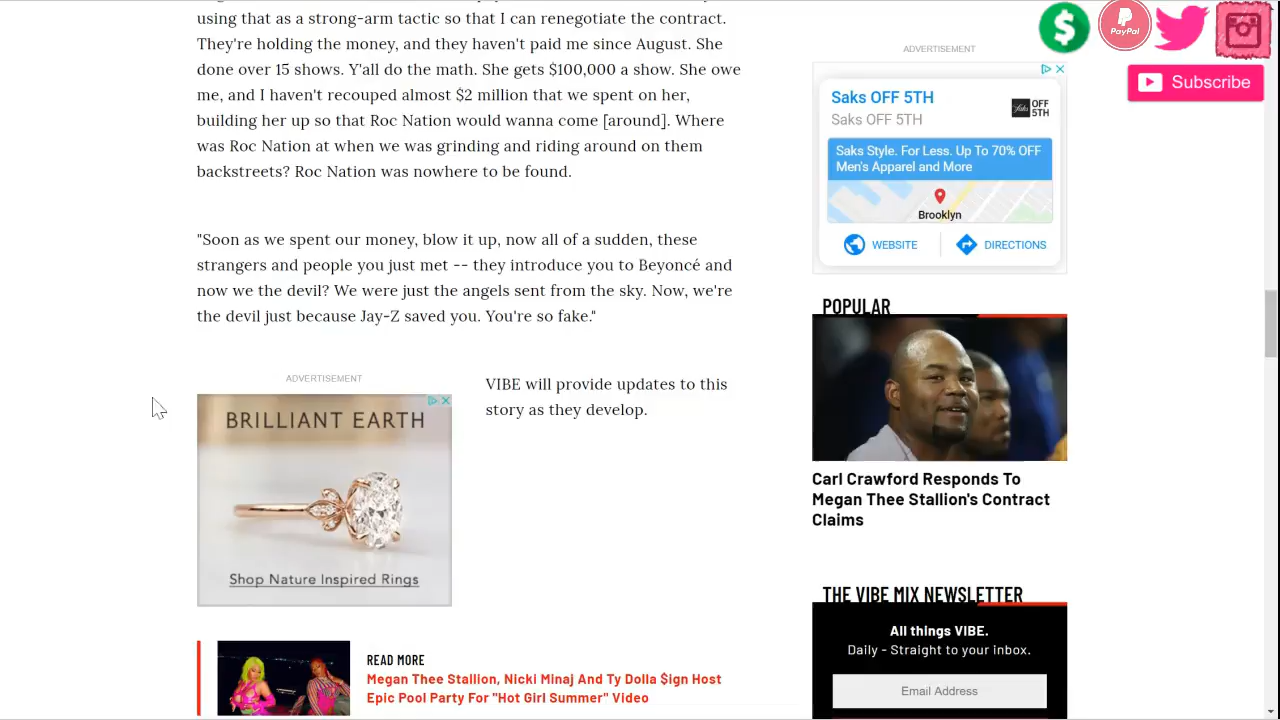 using that as a strong-arm tactic so that I can renegotiate the contract.
They're holding the money, and they haven't paid me since August. She
done over 15 shows. Y'all do the math. She gets $100,000 a show. She owe
me, and I haven't recouped almost $2 million that we spent on her,
building her up so that Roc Nation would wanna come [around]. Where
was Roc Nation at when we was grinding and riding around on them
backstreets? Roc Nation was nowhere to be found.
"Soon as we spent our money, blow it up, now all of a sudden, these
strangers and people you just met -- they introduce you to Beyoncé and
now we the devil? We were just the angels sent from the sky. Now, we're
the devil just because Jay-Z saved you. You're so fake."
ADVERTISEMENT
BRILLIANT EARTH
Shop Nature Inspired Rings
VIBE will provide updates to this
story as they develop.
READ MORE
Megan Thee Stallion, Nicki Minaj And Ty Dolla $ign Host
Epic Pool Party For "Hot Girl Summer" Video
$
PayPal
Subscribe
ADVERTISEMENT
Saks OFF 5TH
Saks OFF 5TH
OFF
5TH
Saks Style. For Less. Up To 70% OFF
Men's Apparel and More
Brooklyn
WEBSITE
DIRECTIONS
POPULAR
Carl Crawford Responds To
Megan Thee Stallion's Contract
Claims
THE VIBE MIX NEWSLETTER
All things VIBE.
Daily - Straight to your inbox.
Email Address